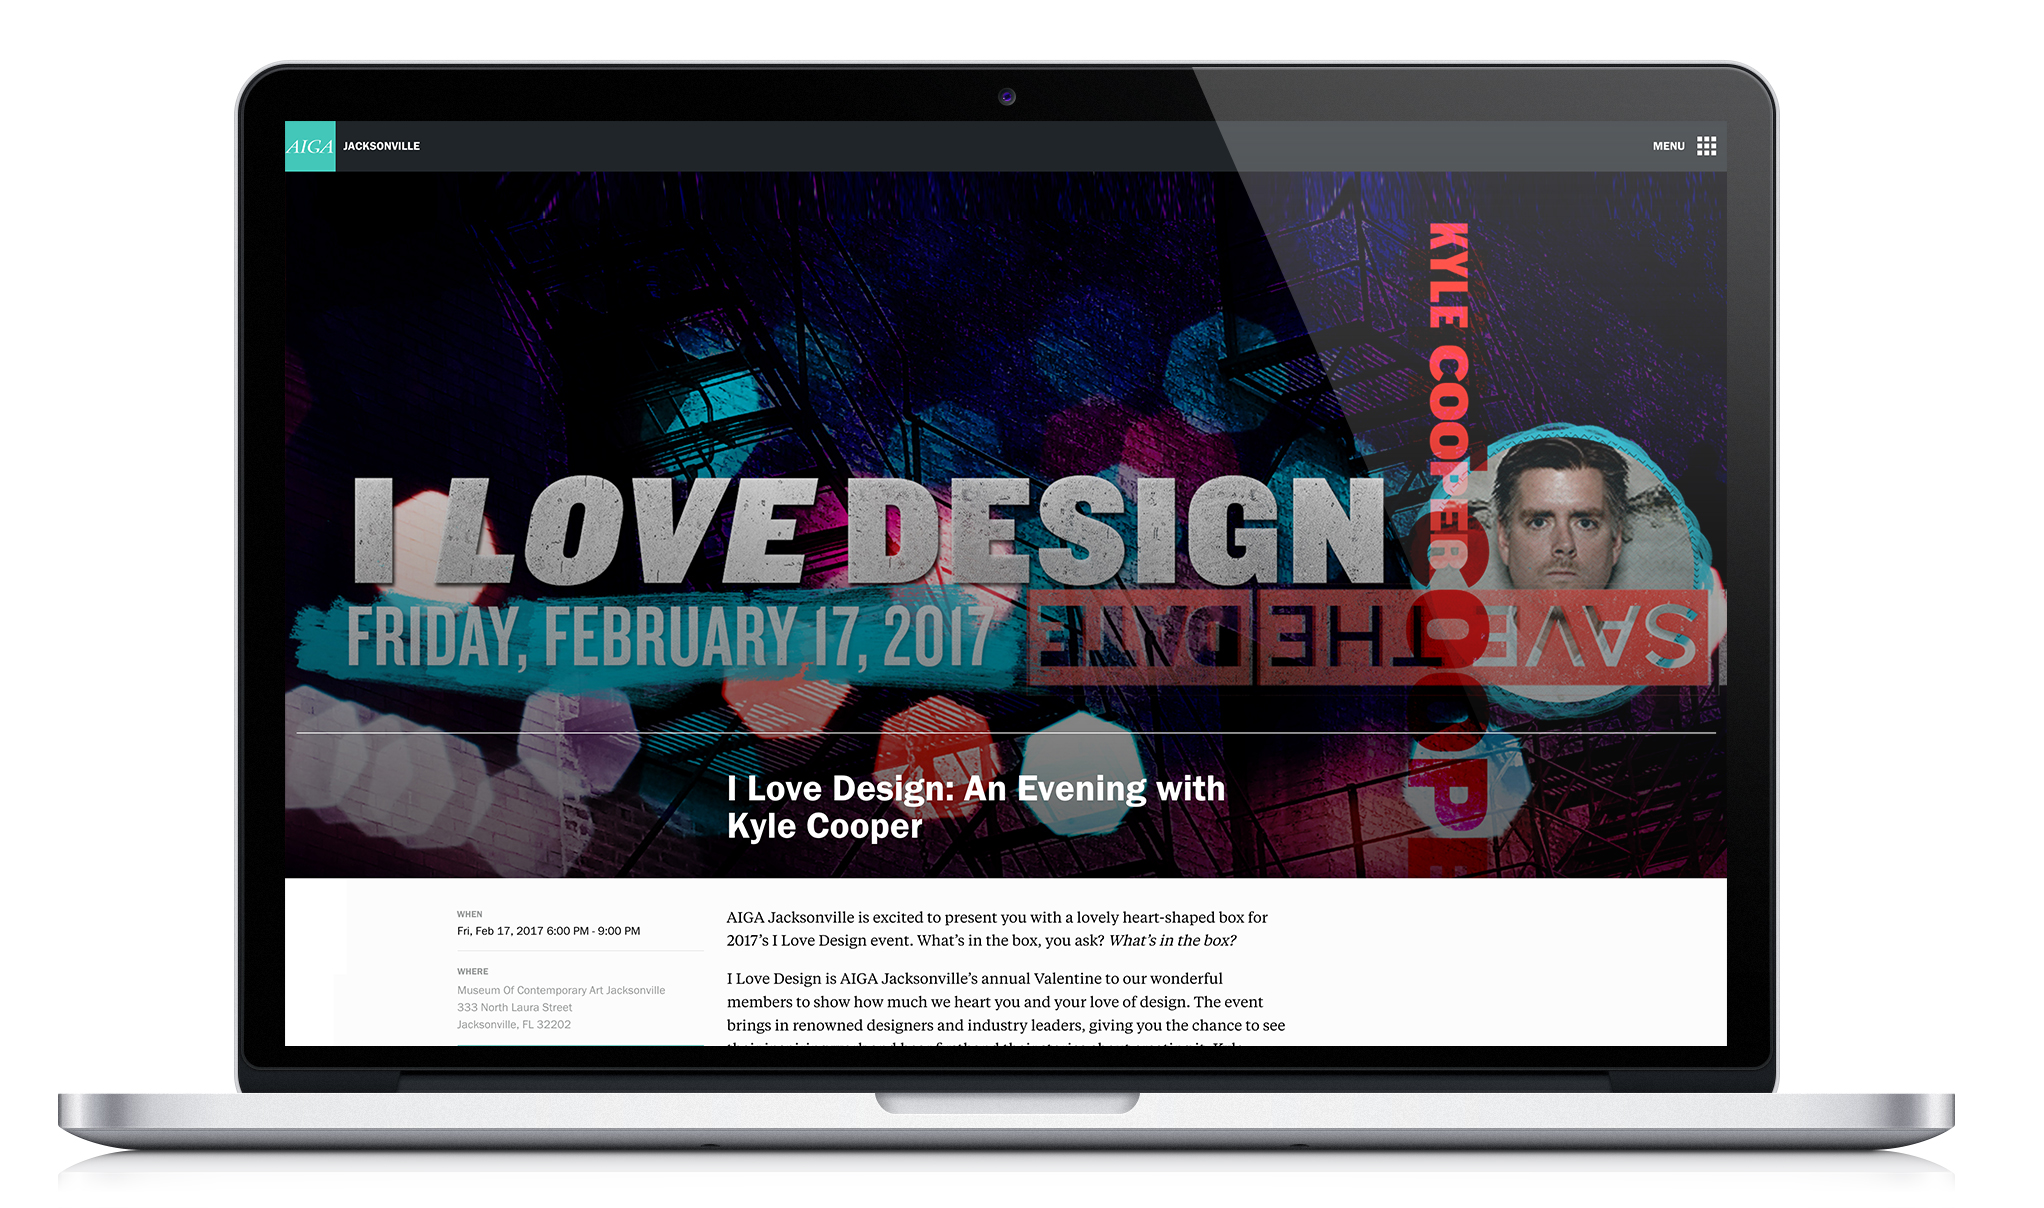 AIGA JACKSONVILLE
MENU
KYLE COOPER
I LOVE DESIGN
FRIDAY, FEBRUARY 17, 2017
SAVE THE DATE
COOPE
I Love Design: An Evening with
Kyle Cooper
WHEN
Fri, Feb 17, 2017 6:00 PM - 9:00 PM
WHERE
Museum Of Contemporary Art Jacksonville
333 North Laura Street
Jacksonville, FL 32202
AIGA Jacksonville is excited to present you with a lovely heart-shaped box for
2017’s I Love Design event. What’s in the box, you ask? What’s in the box?
I Love Design is AIGA Jacksonville’s annual Valentine to our wonderful
members to show how much we heart you and your love of design. The event
brings in renowned designers and industry leaders, giving you the chance to see